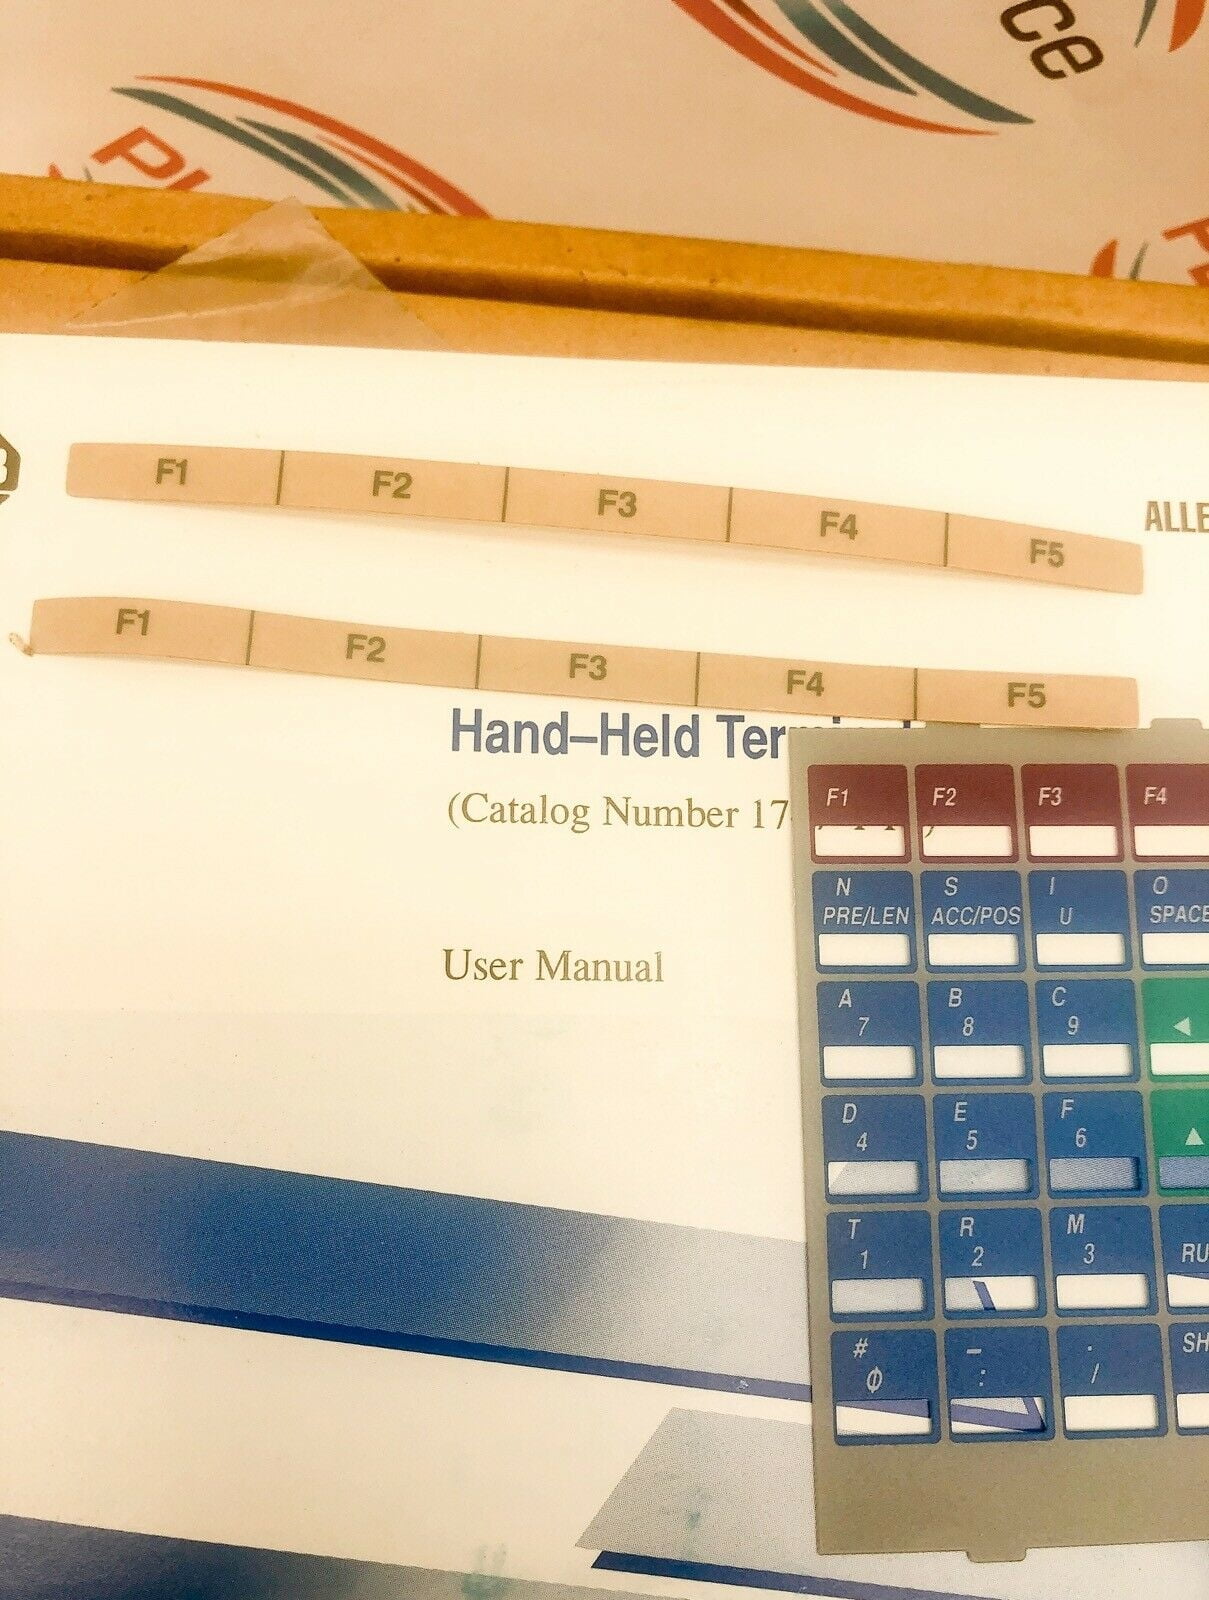 ce
Pl
B
ALLE
F1 F2 F3 F4 F5
F1 F2 F3 F4 F5
Hand–Held Ter
(Catalog Number 17
User Manual
F1 F2 F3 F4
N S I O
PRE/LEN ACC/POS U SPACE
A B C
7 8 9 ◄
D E F
4 5 6 ▲
T R M
1 2 3 RU
# – . SH
0 : /